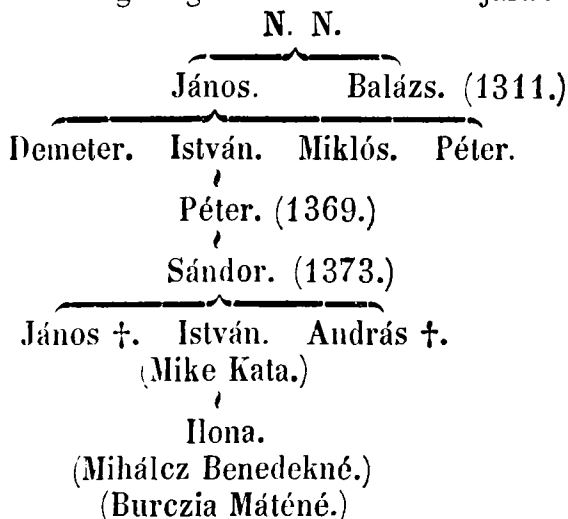 N. N.
János. Balázs. (1311.)
Demeter. István. Miklós. Péter.
Péter. (1369.)
Sándor. (1373.)
János †. István. András †.
(Mike Kata.)
Ilona.
(Mihálcz Benedekné.)
(Burczia Máténé.)